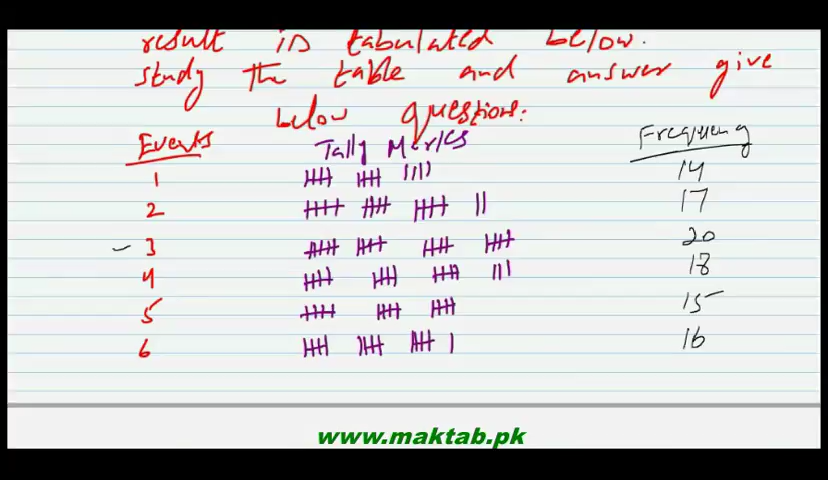 result is tabulated below.
study the table and answer give
below questions:
Events Tally Marks Frequency
1 14
2 17
3 20
4 18
5 15
6 16
www.maktab.pk